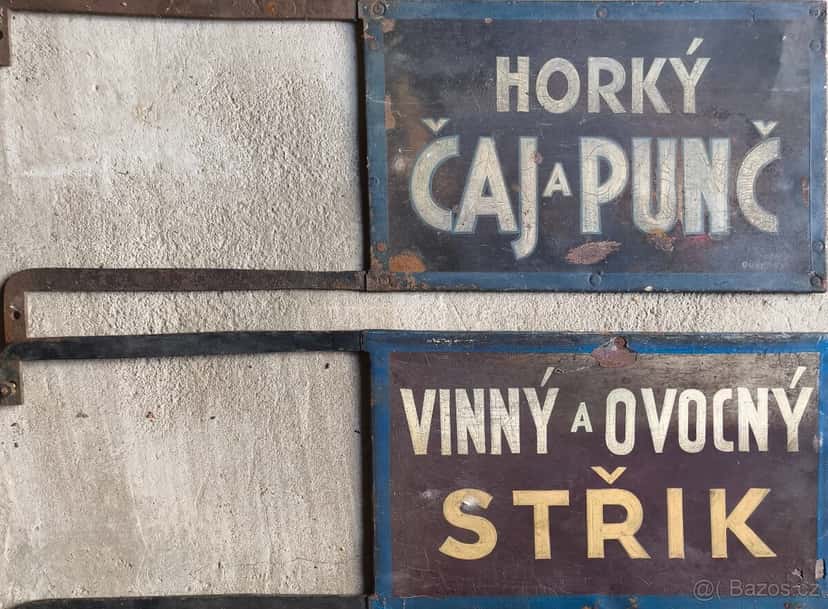 HORKÝ
ČAJ A PUNČ
VINNÝ A OVOCNÝ
STŘIK
@( Bazos.cz